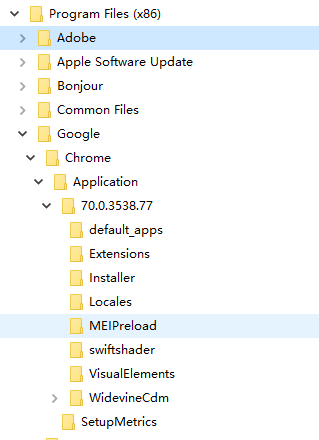 Program Files (x86)
Adobe
Apple Software Update
Bonjour
Common Files
Google
Chrome
Application
70.0.3538.77
default_apps
Extensions
Installer
Locales
MEIPreload
swiftshader
VisualElements
WidevineCdm
SetupMetrics